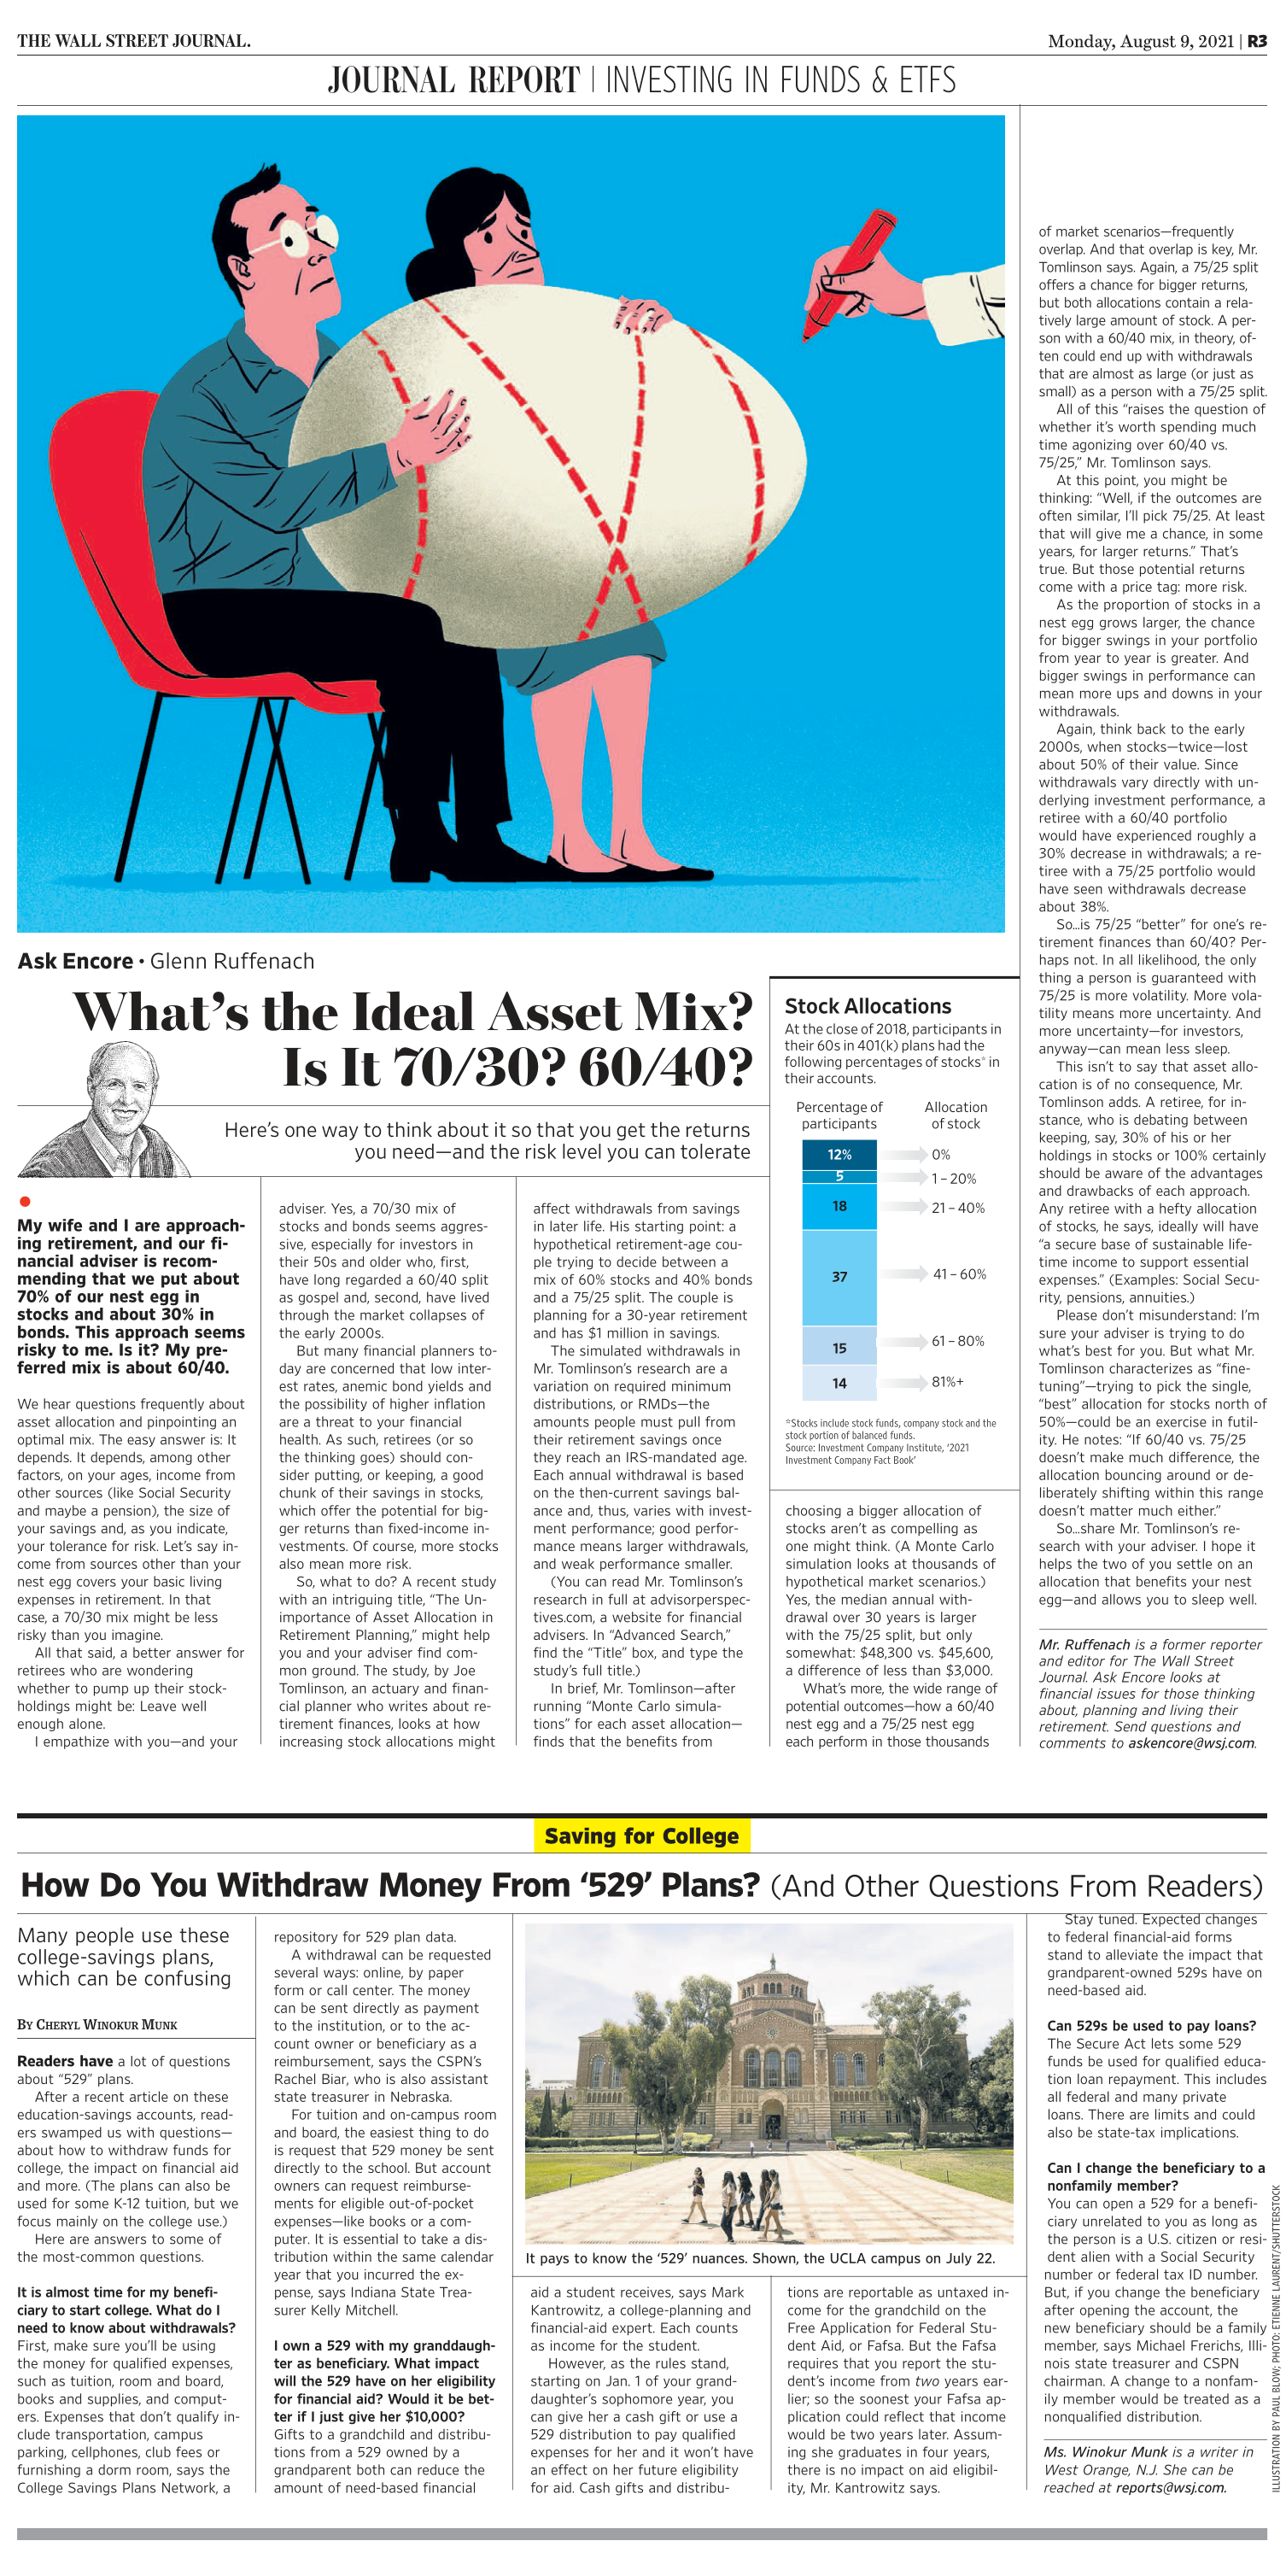 THE WALL STREET JOURNAL.
Monday, August 9, 2021 | R3
JOURNAL REPORT | INVESTING IN FUNDS & ETFS
Ask Encore • Glenn Ruffenach
What's the Ideal Asset Mix?
Is It 70/30? 60/40?
Here's one way to think about it so that you get the returns
you need—and the risk level you can tolerate
My wife and I are approach-
ing retirement, and our fi-
nancial adviser is recom-
mending that we put about
70% of our nest egg in
stocks and about 30% in
bonds. This approach seems
risky to me. Is it? My pre-
ferred mix is about 60/40.
We hear questions frequently about
asset allocation and pinpointing an
optimal mix. The easy answer is: It
depends. It depends, among other
factors, on your ages, income from
other sources (like Social Security
and maybe a pension), the size of
your savings and, as you indicate,
your tolerance for risk. Let's say in-
come from sources other than your
nest egg covers your basic living
expenses in retirement. In that
case, a 70/30 mix might be less
risky than you imagine.
All that said, a better answer for
retirees who are wondering
whether to pump up their stock-
holdings might be: Leave well
enough alone.
I empathize with you—and your
adviser. Yes, a 70/30 mix of
stocks and bonds seems aggres-
sive, especially for investors in
their 50s and older who, first,
have long regarded a 60/40 split
as gospel and, second, have lived
through the market collapses of
the early 2000s.
But many financial planners to-
day are concerned that low inter-
est rates, anemic bond yields and
the possibility of higher inflation
are a threat to your financial
health. As such, retirees (or so
the thinking goes) should con-
sider putting, or keeping, a good
chunk of their savings in stocks,
which offer the potential for big-
ger returns than fixed-income in-
vestments. Of course, more stocks
also mean more risk.
So, what to do? A recent study
with an intriguing title, "The Un-
importance of Asset Allocation in
Retirement Planning," might help
you and your adviser find com-
mon ground. The study, by Joe
Tomlinson, an actuary and finan-
cial planner who writes about re-
tirement finances, looks at how
increasing stock allocations might
affect withdrawals from savings
in later life. His starting point: a
hypothetical retirement-age cou-
ple trying to decide between a
mix of 60% stocks and 40% bonds
and a 75/25 split. The couple is
planning for a 30-year retirement
and has $1 million in savings.
The simulated withdrawals in
Mr. Tomlinson's research are a
variation on required minimum
distributions, or RMDs—the
amounts people must pull from
their retirement savings once
they reach an IRS-mandated age.
Each annual withdrawal is based
on the then-current savings bal-
ance and, thus, varies with invest-
ment performance; good perfor-
mance means larger withdrawals,
and weak performance smaller.
(You can read Mr. Tomlinson's
research in full at advisorperspec-
tives.com, a website for financial
advisers. In "Advanced Search,"
find the "Title" box, and type the
study's full title.)
In brief, Mr. Tomlinson—after
running "Monte Carlo simula-
tions" for each asset allocation—
finds that the benefits from
Stock Allocations
At the close of 2018, participants in
their 60s in 401(k) plans had the
following percentages of stocks* in
their accounts.
Percentage of participants
Allocation of stock
12% 0%
5 1–20%
18 21–40%
37 41–60%
15 61–80%
14 81%+
*Stocks include stock funds, company stock and the
stock portion of balanced funds.
Source: Investment Company Institute, '2021
Investment Company Fact Book'
choosing a bigger allocation of
stocks aren't as compelling as
one might think. (A Monte Carlo
simulation looks at thousands of
hypothetical market scenarios.)
Yes, the median annual with-
drawal over 30 years is larger
with the 75/25 split, but only
somewhat: $48,300 vs. $45,600,
a difference of less than $3,000.
What's more, the wide range of
potential outcomes—how a 60/40
nest egg and a 75/25 nest egg
each perform in those thousands
of market scenarios—frequently
overlap. And that overlap is key, Mr.
Tomlinson says. Again, a 75/25 split
offers a chance for bigger returns,
but both allocations contain a rela-
tively large amount of stock. A per-
son with a 60/40 mix, in theory, of-
ten could end up with withdrawals
that are almost as large (or just as
small) as a person with a 75/25 split.
All of this "raises the question of
whether it's worth spending much
time agonizing over 60/40 vs.
75/25," Mr. Tomlinson says.
At this point, you might be
thinking: "Well, if the outcomes are
often similar, I'll pick 75/25. At least
that will give me a chance, in some
years, for larger returns." That's
true. But those potential returns
come with a price tag: more risk.
As the proportion of stocks in a
nest egg grows larger, the chance
for bigger swings in your portfolio
from year to year is greater. And
bigger swings in performance can
mean more ups and downs in your
withdrawals.
Again, think back to the early
2000s, when stocks—twice—lost
about 50% of their value. Since
withdrawals vary directly with un-
derlying investment performance, a
retiree with a 60/40 portfolio
would have experienced roughly a
30% decrease in withdrawals; a re-
tiree with a 75/25 portfolio would
have seen withdrawals decrease
about 38%.
So...is 75/25 "better" for one's re-
tirement finances than 60/40? Per-
haps not. In all likelihood, the only
thing a person is guaranteed with
75/25 is more volatility. More vola-
tility means more uncertainty. And
more uncertainty—for investors,
anyway—can mean less sleep.
This isn't to say that asset allo-
cation is of no consequence, Mr.
Tomlinson adds. A retiree, for in-
stance, who is debating between
keeping, say, 30% of his or her
holdings in stocks or 100% certainly
should be aware of the advantages
and drawbacks of each approach.
Any retiree with a hefty allocation
of stocks, he says, ideally will have
"a secure base of sustainable life-
time income to support essential
expenses." (Examples: Social Secu-
rity, pensions, annuities.)
Please don't misunderstand: I'm
sure your adviser is trying to do
what's best for you. But what Mr.
Tomlinson characterizes as "fine-
tuning"—trying to pick the single,
"best" allocation for stocks north of
50%—could be an exercise in futil-
ity. He notes: "If 60/40 vs. 75/25
doesn't make much difference, the
allocation bouncing around or de-
liberately shifting within this range
doesn't matter much either."
So...share Mr. Tomlinson's re-
search with your adviser. I hope it
helps the two of you settle on an
allocation that benefits your nest
egg—and allows you to sleep well.
Mr. Ruffenach is a former reporter
and editor for The Wall Street
Journal. Ask Encore looks at
financial issues for those thinking
about, planning and living their
retirement. Send questions and
comments to askencore@wsj.com.
Saving for College
How Do You Withdraw Money From '529' Plans? (And Other Questions From Readers)
Many people use these
college-savings plans,
which can be confusing
BY CHERYL WINOKUR MUNK
Readers have a lot of questions
about "529" plans.
After a recent article on these
education-savings accounts, read-
ers swamped us with questions—
about how to withdraw funds for
college, the impact on financial aid
and more. (The plans can also be
used for some K-12 tuition, but we
focus mainly on the college use.)
Here are answers to some of
the most-common questions.
It is almost time for my benefi-
ciary to start college. What do I
need to know about withdrawals?
First, make sure you'll be using
the money for qualified expenses,
such as tuition, room and board,
books and supplies, and comput-
ers. Expenses that don't qualify in-
clude transportation, campus
parking, cellphones, club fees or
furnishing a dorm room, says the
College Savings Plans Network, a
repository for 529 plan data.
A withdrawal can be requested
several ways: online, by paper
form or call center. The money
can be sent directly as payment
to the institution, or to the ac-
count owner or beneficiary as a
reimbursement, says the CSPN's
Rachel Biar, who is also assistant
state treasurer in Nebraska.
For tuition and on-campus room
and board, the easiest thing to do
is request that 529 money be sent
directly to the school. But account
owners can request reimburse-
ments for eligible out-of-pocket
expenses—like books or a com-
puter. It is essential to take a dis-
tribution within the same calendar
year that you incurred the ex-
pense, says Indiana State Trea-
surer Kelly Mitchell.
I own a 529 with my granddaugh-
ter as beneficiary. What impact
will the 529 have on her eligibility
for financial aid? Would it be bet-
ter if I just give her $10,000?
Gifts to a grandchild and distribu-
tions from a 529 owned by a
grandparent both can reduce the
amount of need-based financial
It pays to know the '529' nuances. Shown, the UCLA campus on July 22.
aid a student receives, says Mark
Kantrowitz, a college-planning and
financial-aid expert. Each counts
as income for the student.
However, as the rules stand,
starting on Jan. 1 of your grand-
daughter's sophomore year, you
can give her a cash gift or use a
529 distribution to pay qualified
expenses for her and it won't have
an effect on her future eligibility
for aid. Cash gifts and distribu-
tions are reportable as untaxed in-
come for the grandchild on the
Free Application for Federal Stu-
dent Aid, or Fafsa. But the Fafsa
requires that you report the stu-
dent's income from two years ear-
lier; so the soonest your Fafsa ap-
plication could reflect that income
would be two years later. Assum-
ing she graduates in four years,
there is no impact on aid eligibil-
ity, Mr. Kantrowitz says.
Stay tuned. Expected changes
to federal financial-aid forms
stand to alleviate the impact that
grandparent-owned 529s have on
need-based aid.
Can 529s be used to pay loans?
The Secure Act lets some 529
funds be used for qualified educa-
tion loan repayment. This includes
all federal and many private
loans. There are limits and could
also be state-tax implications.
Can I change the beneficiary to a
nonfamily member?
You can open a 529 for a benefi-
ciary unrelated to you as long as
the person is a U.S. citizen or resi-
dent alien with a Social Security
number or federal tax ID number.
But, if you change the beneficiary
after opening the account, the
new beneficiary should be a family
member, says Michael Frerichs, Illi-
nois state treasurer and CSPN
chairman. A change to a nonfam-
ily member would be treated as a
nonqualified distribution.
Ms. Winokur Munk is a writer in
West Orange, N.J. She can be
reached at reports@wsj.com.
ILLUSTRATION BY PAUL BLOW; PHOTO: ETIENNE LAURENT/SHUTTERSTOCK